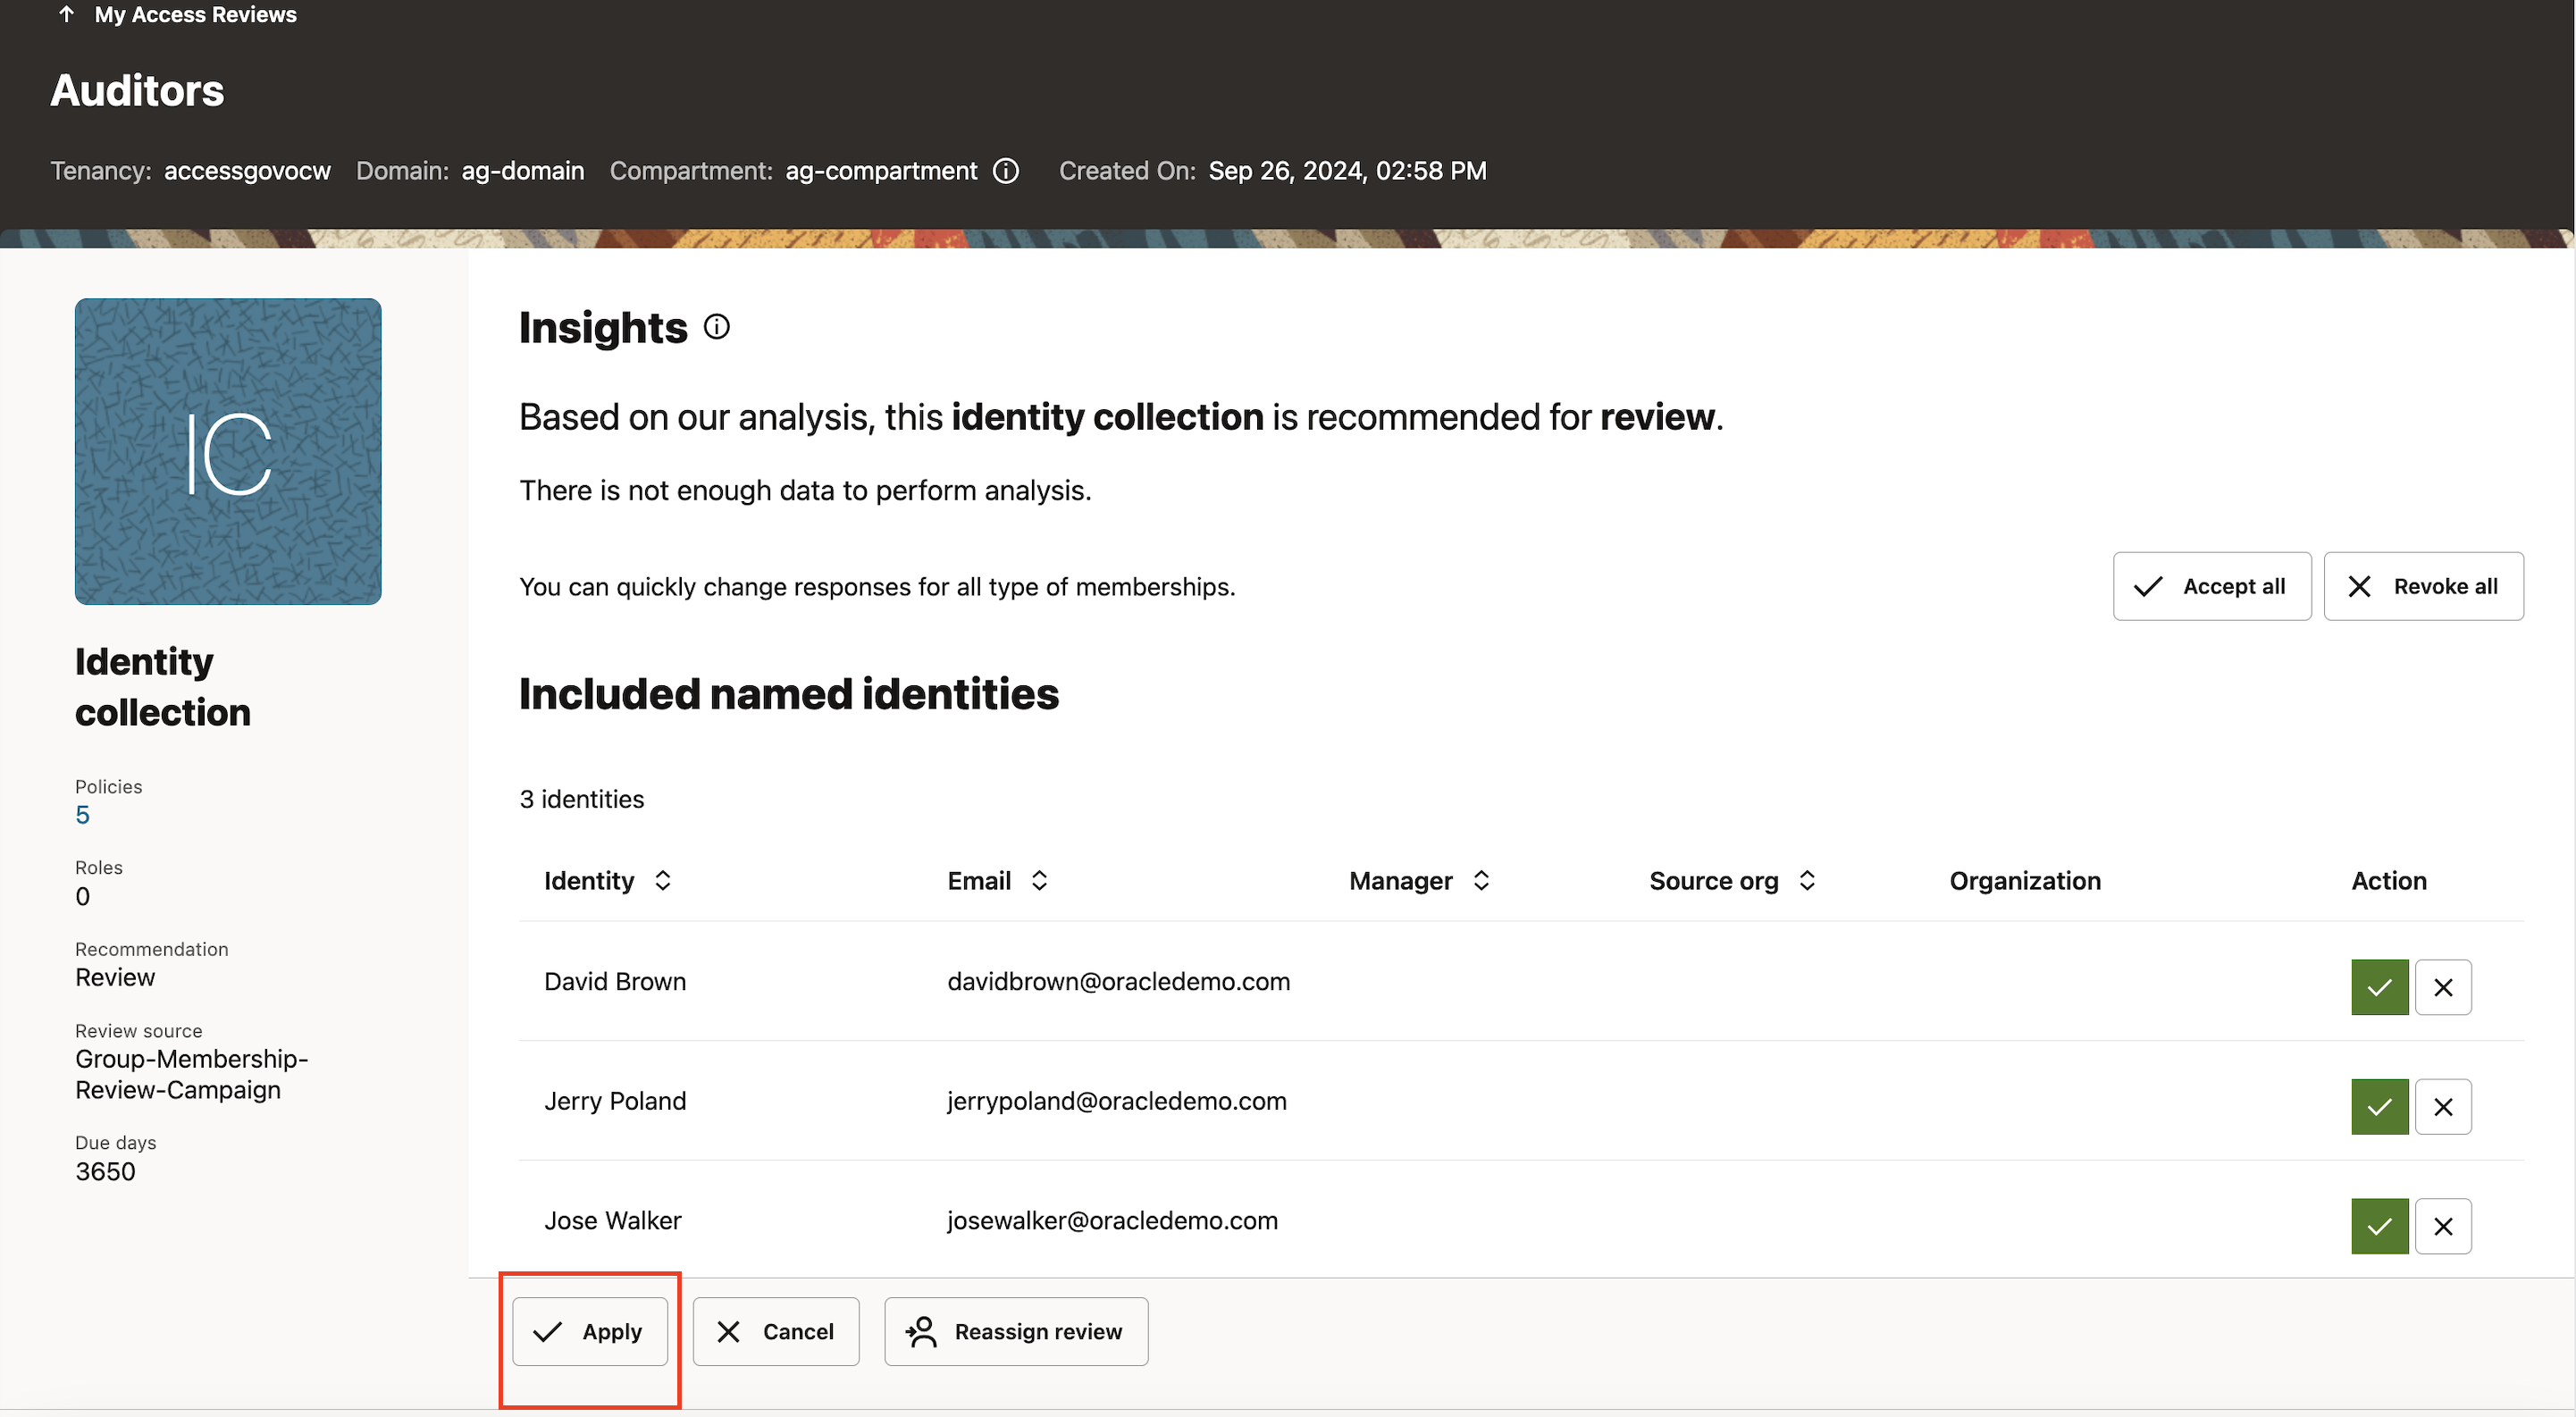 My Access Reviews
Auditors
Tenancy: accessgovocw Domain: ag-domain Compartment: ag-compartment Created On: Sep 26, 2024, 02:58 PM
IC
Identity
collection
Policies
5
Roles
0
Recommendation
Review
Review source
Group-Membership-
Review-Campaign
Due days
3650
Insights
Based on our analysis, this identity collection is recommended for review.
There is not enough data to perform analysis.
You can quickly change responses for all type of memberships.
Accept all Revoke all
Included named identities
3 identities
Identity Email Manager Source org Organization Action
David Brown davidbrown@oracledemo.com
Jerry Poland jerrypoland@oracledemo.com
Jose Walker josewalker@oracledemo.com
Apply Cancel Reassign review